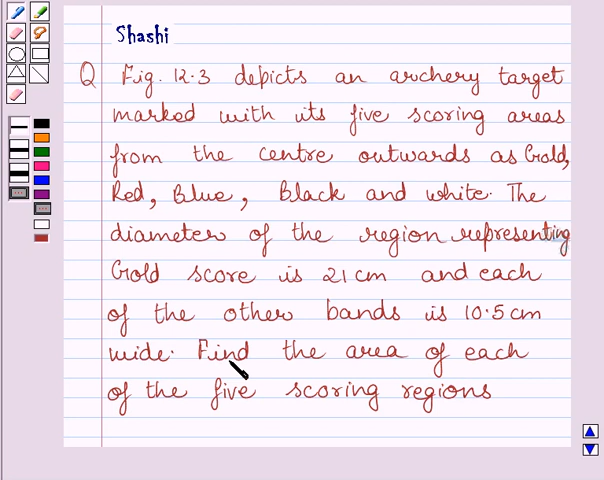 Shashi
Q Fig. 12.3 depicts an archery target
marked with its five scoring areas
from the centre outwards as Gold,
Red, Blue, Black and white. The
diameter of the region representing
Gold score is 21 cm and each
of the other bands is 10.5 cm
wide. Find the area of each
of the five scoring regions